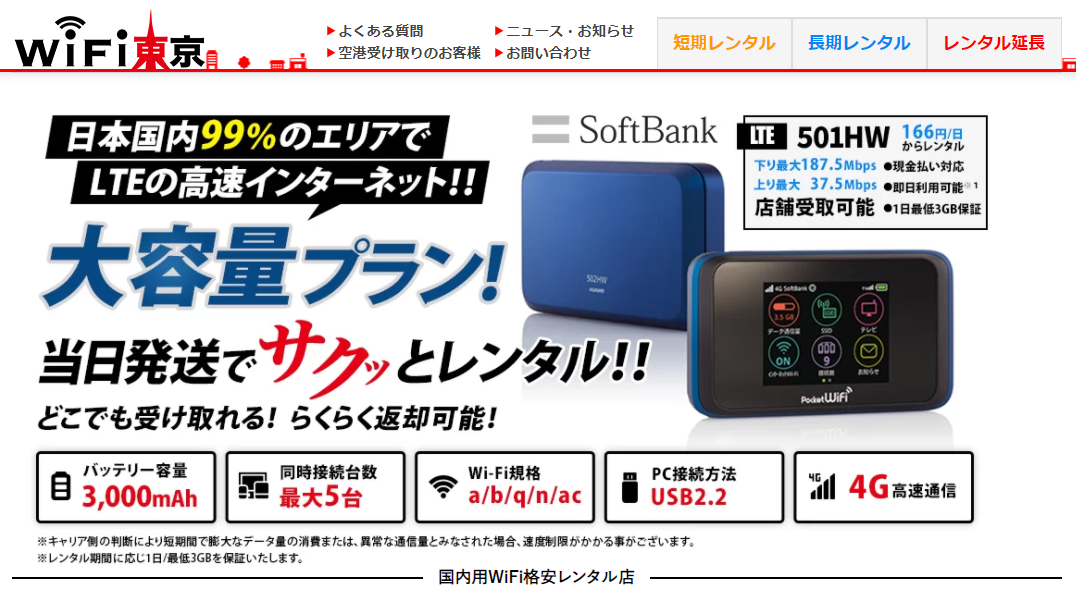 WiFi東京
よくある質問
ニュース・お知らせ
空港受け取りのお客様
お問い合わせ
短期レンタル
長期レンタル
レンタル延長
日本国内99%のエリアで
LTEの高速インターネット!!
大容量プラン!
当日発送でサクッとレンタル!!
どこでも受け取れる! らくらく返却可能!
SoftBank
LTE 501HW 166円/日からレンタル
下り最大187.5Mbps ●現金払い対応
上り最大 37.5Mbps ●即日利用可能※1
店舗受取可能 ●1日最低3GB保証
502HW
HUAWEI
4G SoftBank
3.5 GB
データ通信量
SSID
テレビ
ON
9
接続数
お知らせ
Pocket WiFi
バッテリー容量
3,000mAh
同時接続台数
最大5台
Wi-Fi規格
a/b/q/n/ac
PC接続方法
USB2.2
4G
4G高速通信
※キャリア側の判断により短期間で膨大なデータ量の消費または、異常な通信量とみなされた場合、速度制限がかかる事がございます。
※レンタル期間に応じ1日/最低3GBを保証いたします。
国内用WiFi格安レンタル店